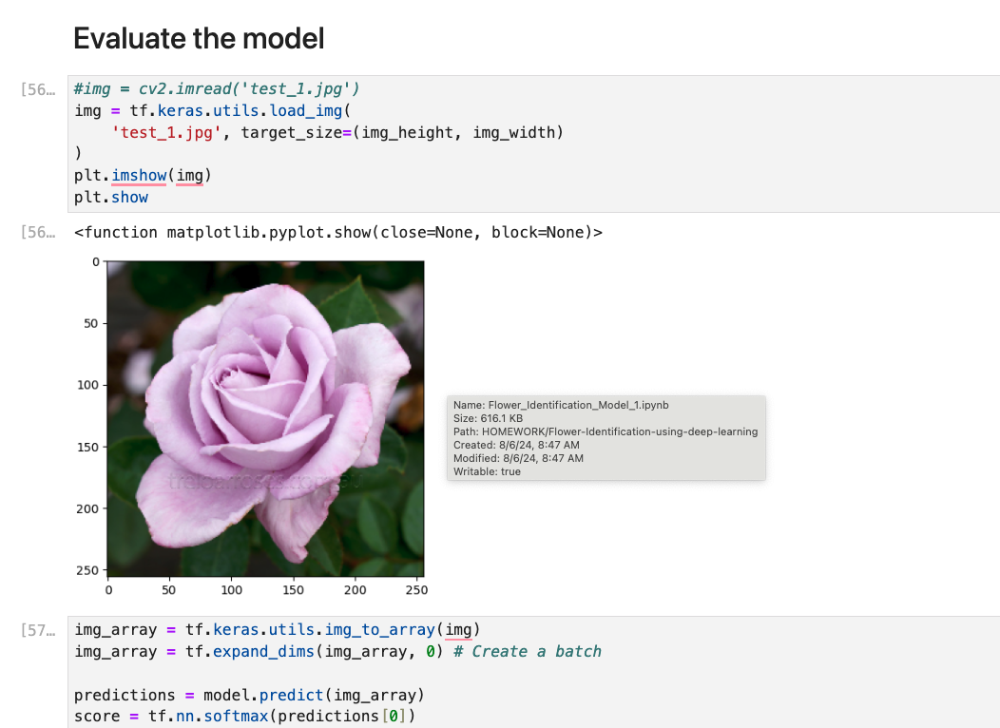 Evaluate the model
[56…
#img = cv2.imread('test_1.jpg')
img = tf.keras.utils.load_img(
    'test_1.jpg', target_size=(img_height, img_width)
)
plt.imshow(img)
plt.show
[56…
<function matplotlib.pyplot.show(close=None, block=None)>
0
50
100
150
200
250
0 50 100 150 200 250
Name: Flower_Identification_Model_1.ipynb
Size: 616.1 KB
Path: HOMEWORK/Flower-Identification-using-deep-learning
Created: 8/6/24, 8:47 AM
Modified: 8/6/24, 8:47 AM
Writable: true
[57…
img_array = tf.keras.utils.img_to_array(img)
img_array = tf.expand_dims(img_array, 0) # Create a batch
predictions = model.predict(img_array)
score = tf.nn.softmax(predictions[0])